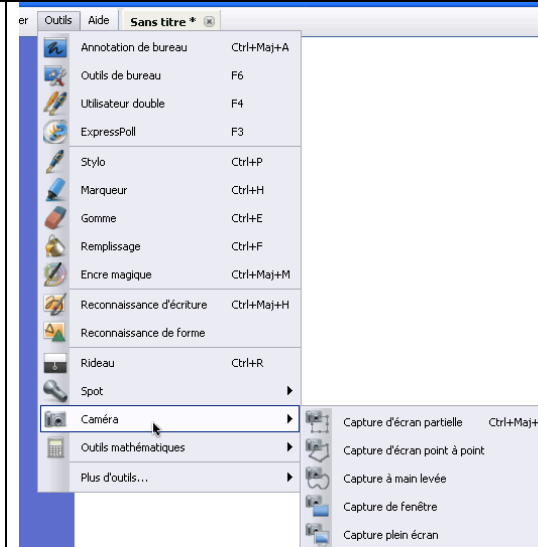 er Outils Aide Sans titre *
Annotation de bureau Ctrl+Maj+A
Outils de bureau F6
Utilisateur double F4
ExpressPoll F3
Stylo Ctrl+P
Marqueur Ctrl+H
Gomme Ctrl+E
Remplissage Ctrl+F
Encre magique Ctrl+Maj+M
Reconnaissance d'écriture Ctrl+Maj+H
Reconnaissance de forme
Rideau Ctrl+R
Spot
Caméra
Capture d'écran partielle Ctrl+Maj+
Outils mathématiques
Capture d'écran point à point
Plus d'outils...
Capture à main levée
Capture de fenêtre
Capture plein écran